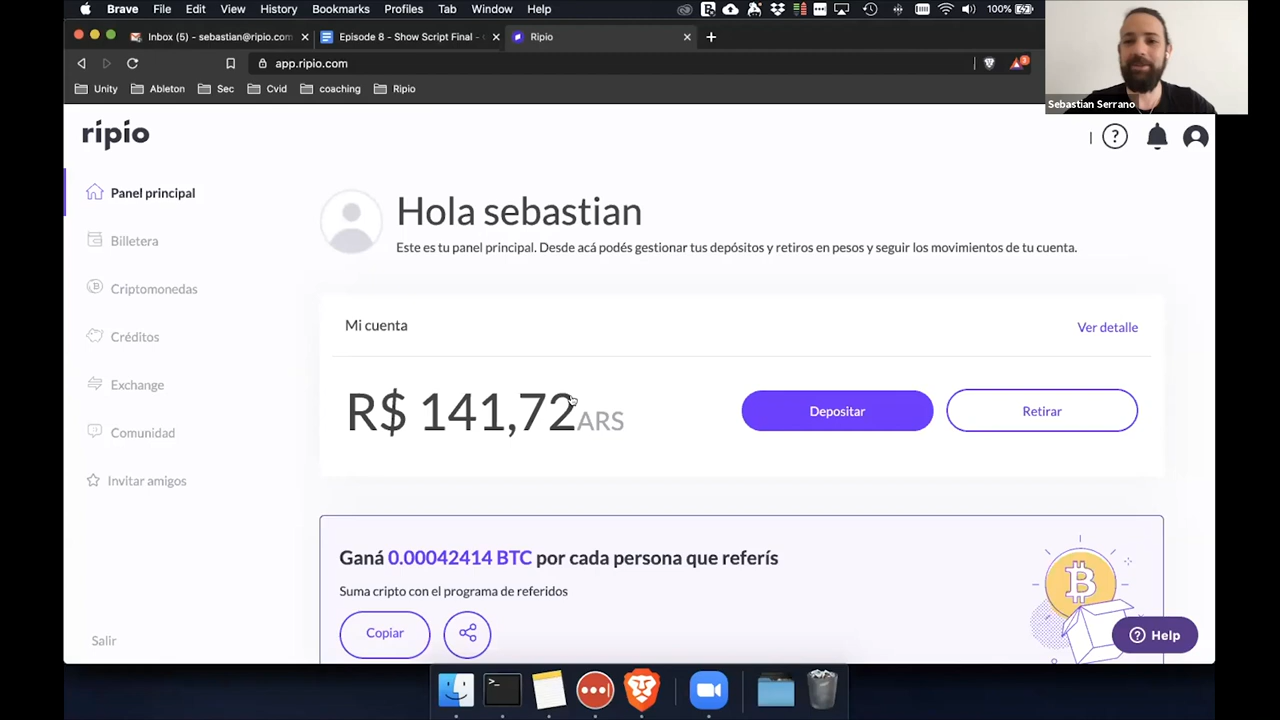 Brave File Edit View History Bookmarks Profiles Tab Window Help 100%
Inbox (5) - sebastian@ripio.com
Episode 8 - Show Script Final -
Ripio
app.ripio.com
3
Unity Ableton Sec Cvid coaching Ripio
Sebastian Serrano
ripio
?
Panel principal
Billetera
Criptomonedas
Créditos
Exchange
Comunidad
Invitar amigos
Salir
Hola sebastian
Este es tu panel principal. Desde acá podés gestionar tus depósitos y retiros en pesos y seguir los movimientos de tu cuenta.
Mi cuenta
Ver detalle
R$ 141,72 ARS
Depositar
Retirar
Ganá 0.00042414 BTC por cada persona que referís
Suma cripto con el programa de referidos
Copiar
? Help